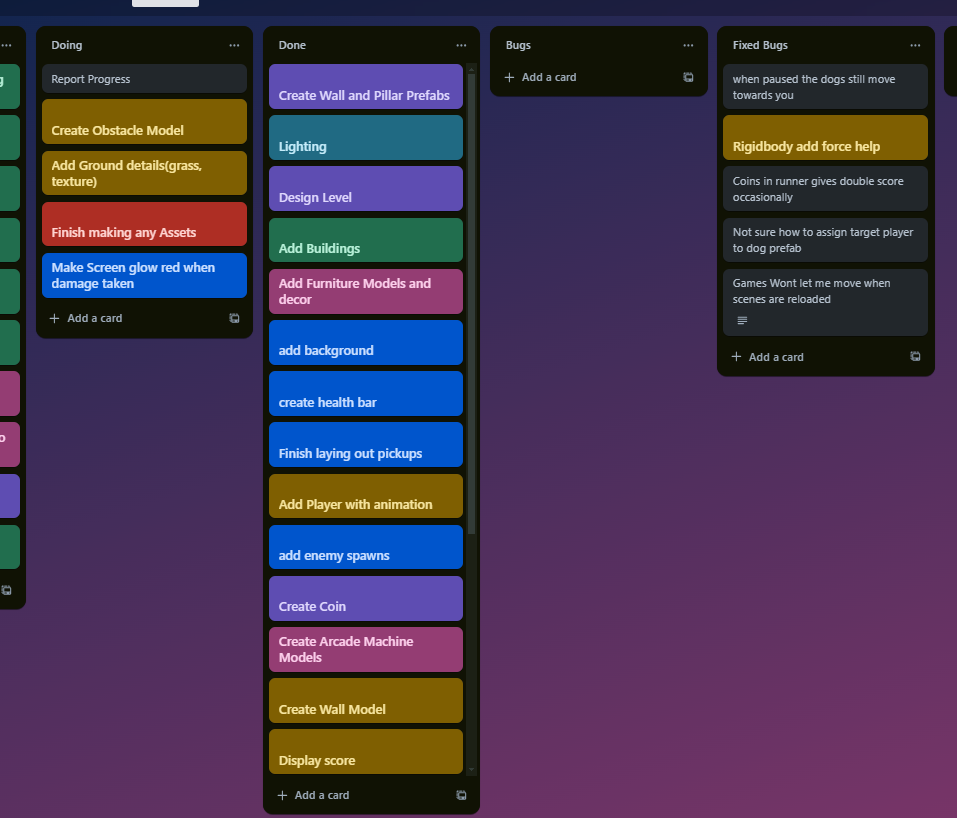 g
o
Doing
Report Progress
Create Obstacle Model
Add Ground details(grass,
texture)
Finish making any Assets
Make Screen glow red when
damage taken
Add a card
Done
Create Wall and Pillar Prefabs
Lighting
Design Level
Add Buildings
Add Furniture Models and
decor
add background
create health bar
Finish laying out pickups
Add Player with animation
add enemy spawns
Create Coin
Create Arcade Machine
Models
Create Wall Model
Display score
Add a card
Bugs
Add a card
Fixed Bugs
when paused the dogs still move
towards you
Rigidbody add force help
Coins in runner gives double score
occasionally
Not sure how to assign target player
to dog prefab
Games Wont let me move when
scenes are reloaded
Add a card